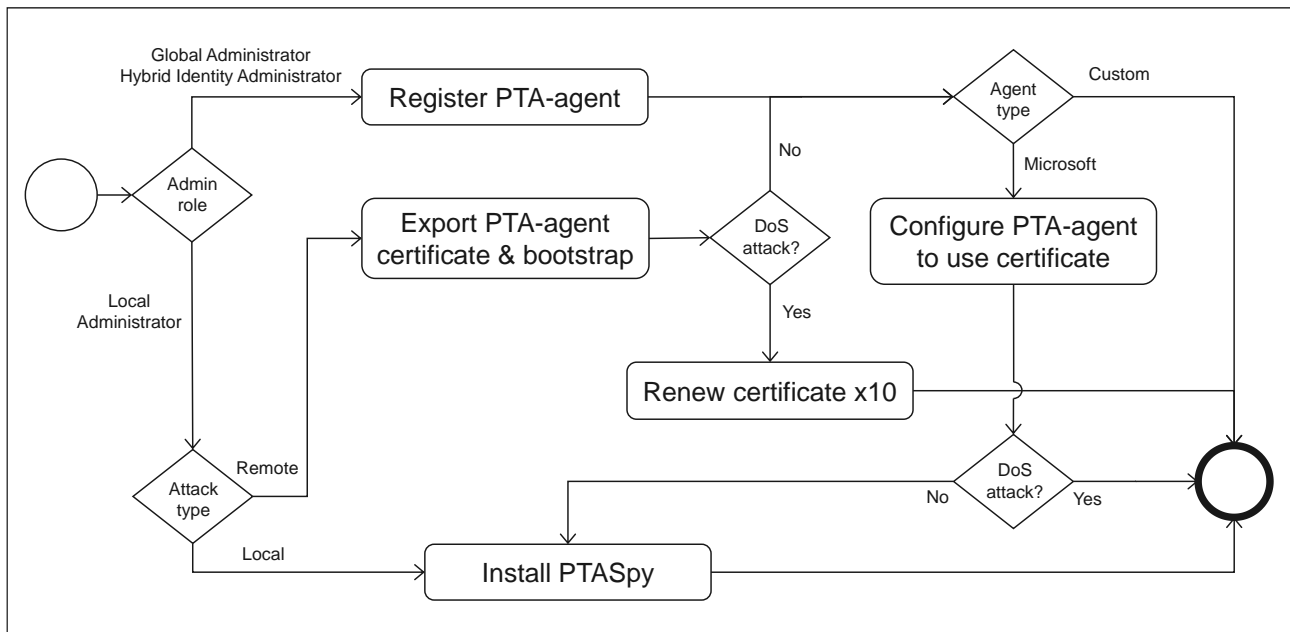 Global Administrator
Hybrid Identity Administrator
Register PTA-agent
Agent
type
Custom
No
Microsoft
Admin
role
Export PTA-agent
certificate & bootstrap
DoS
attack?
Configure PTA-agent
to use certificate
Local
Administrator
Yes
Renew certificate x10
Remote
Attack
type
DoS
attack?
No
Yes
Local
Install PTASpy